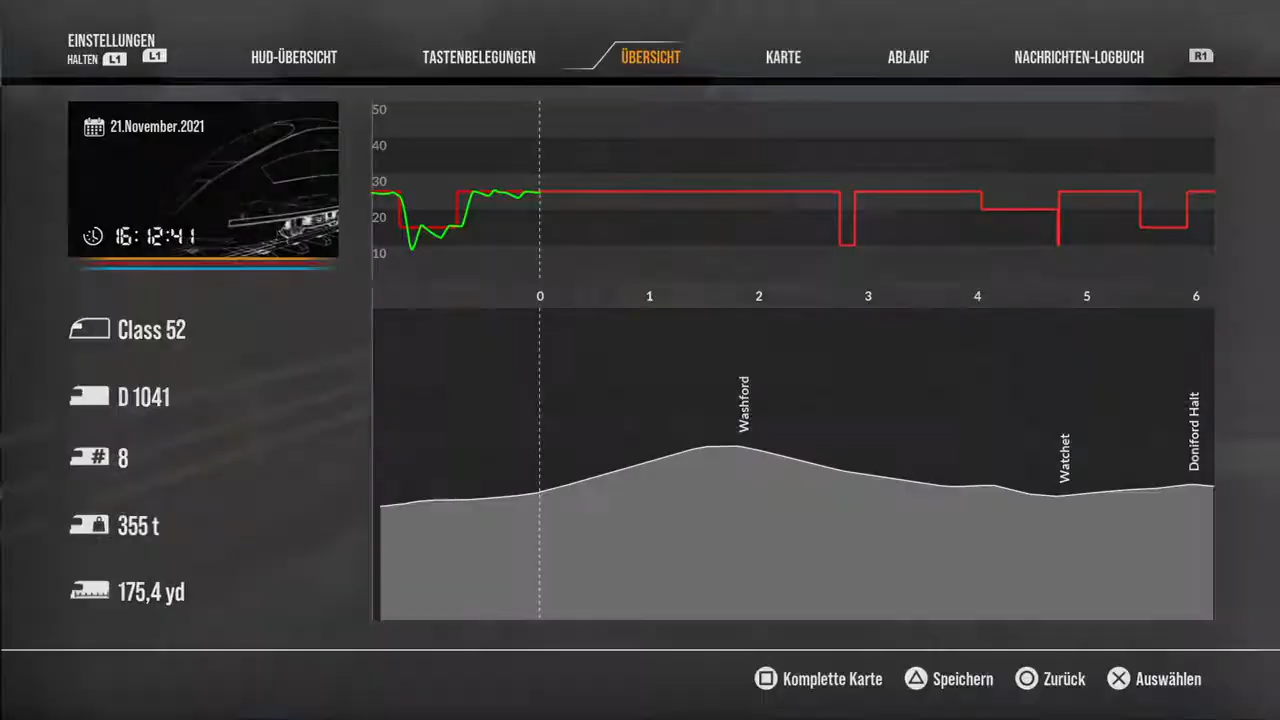 EINSTELLUNGEN
HALTEN L1 L1
HUD-ÜBERSICHT
TASTENBELEGUNGEN
ÜBERSICHT
KARTE
ABLAUF
NACHRICHTEN-LOGBUCH
R1
21.November.2021
16:12:41
Class 52
D 1041
# 8
355 t
175,4 yd
50
40
30
20
10
0 1 2 3 4 5 6
Washford
Watchet
Doniford Halt
Komplette Karte
Speichern
Zurück
Auswählen